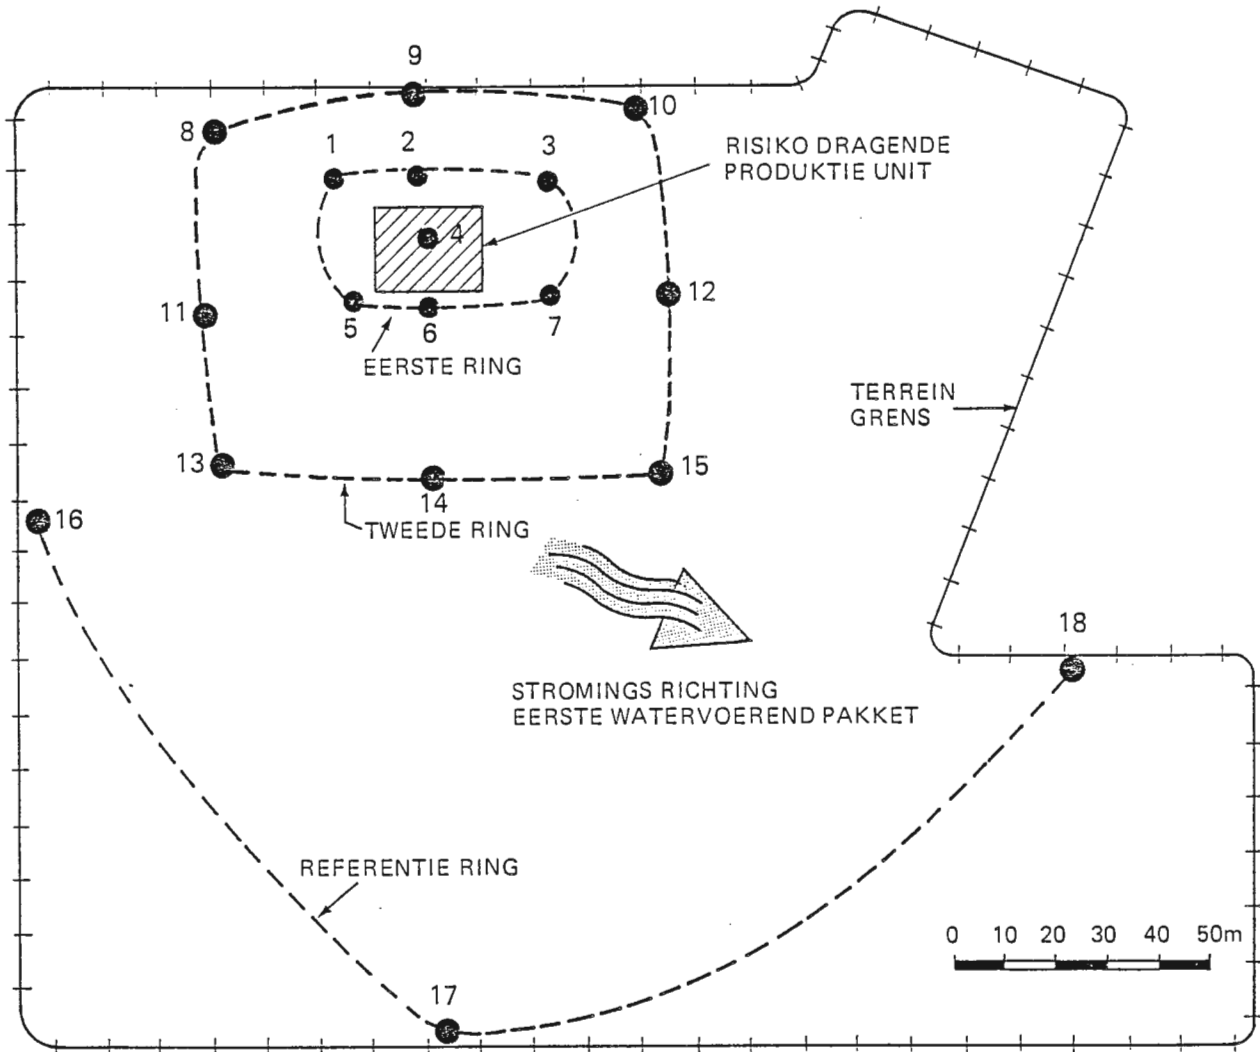 9
8
10
1
2
3
RISIKO DRAGENDE
PRODUKTIE UNIT
4
11
12
5
6
7
EERSTE RING
TERREIN
GRENS
13
14
15
16
TWEEDE RING
18
STROMINGS RICHTING
EERSTE WATERVOEREND PAKKET
REFERENTIE RING
0 10 20 30 40 50m
17